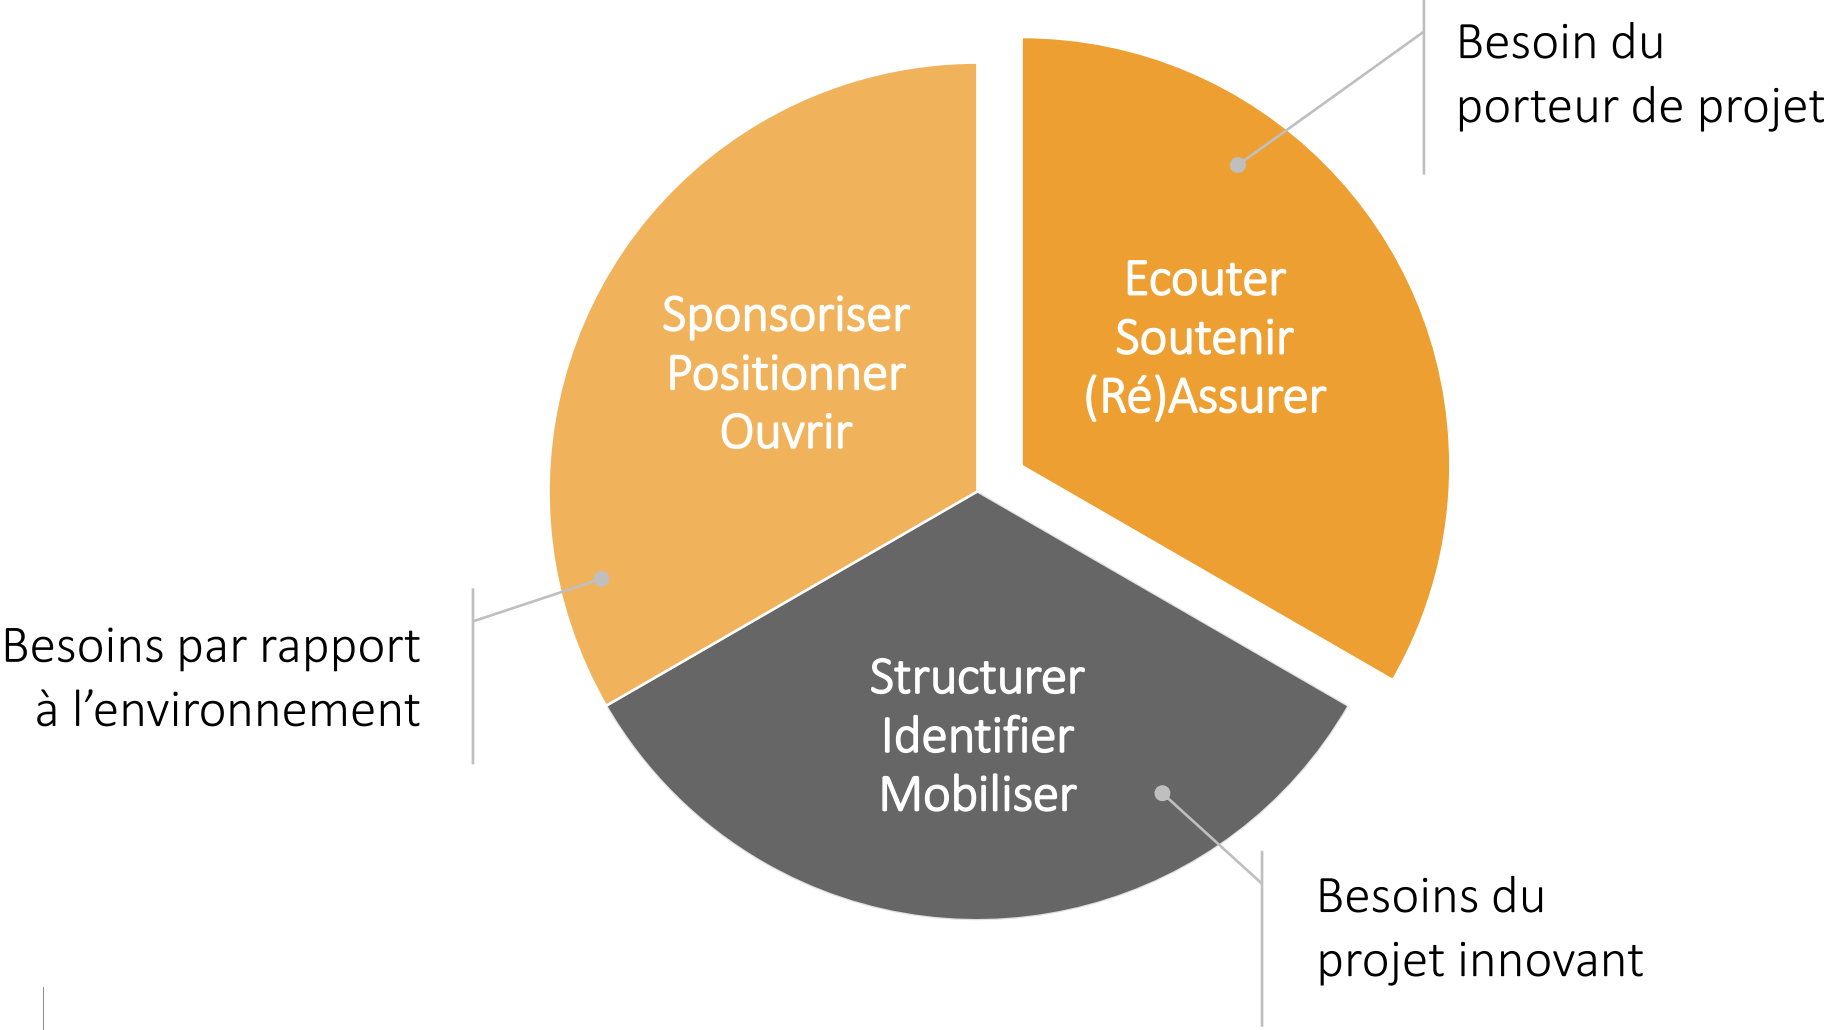 Besoin du
porteur de projet
Ecouter
Soutenir
(Ré)Assurer
Sponsoriser
Positionner
Ouvrir
Besoins par rapport
à l’environnement
Structurer
Identifier
Mobiliser
Besoins du
projet innovant